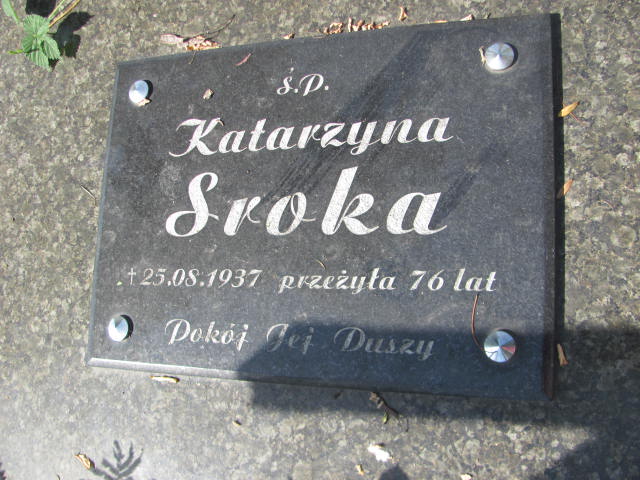 Ś.P.
Katarzyna
Sroka
†25.08.1937 przeżyła 76 lat
Pokój Jej Duszy